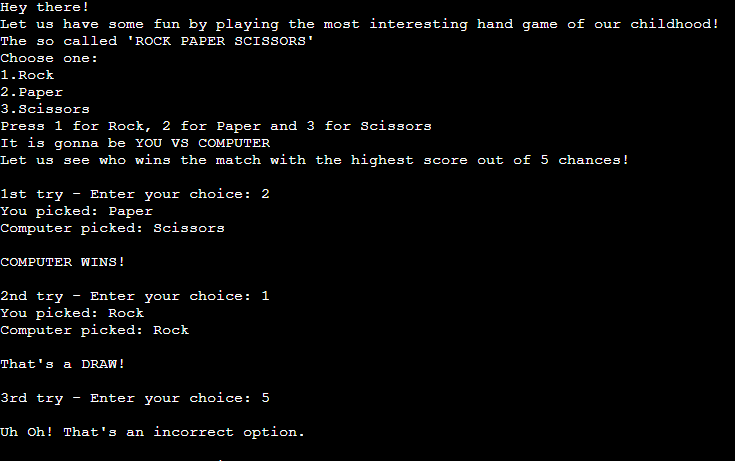 Hey there!
Let us have some fun by playing the most interesting hand game of our childhood!
The so called 'ROCK PAPER SCISSORS'
Choose one:
1.Rock
2.Paper
3.Scissors
Press 1 for Rock, 2 for Paper and 3 for Scissors
It is gonna be YOU VS COMPUTER
Let us see who wins the match with the highest score out of 5 chances!
1st try - Enter your choice: 2
You picked: Paper
Computer picked: Scissors
COMPUTER WINS!
2nd try - Enter your choice: 1
You picked: Rock
Computer picked: Rock
That's a DRAW!
3rd try - Enter your choice: 5
Uh Oh! That's an incorrect option.